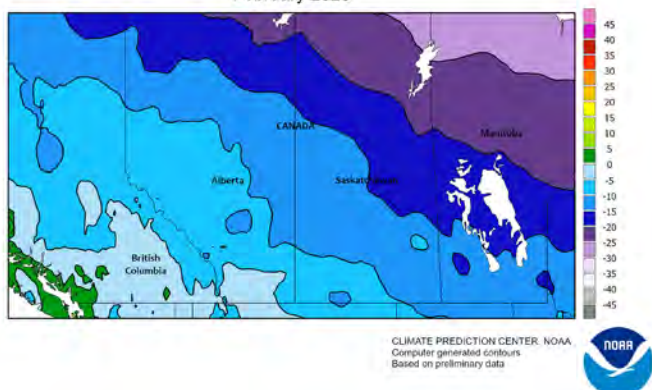 CANADA
Manitoba
Alberta
British
Columbia
45
40
35
30
25
20
15
10
5
0
-5
-10
-15
-20
-25
-30
-35
-40
-45
CLIMATE PREDICTION CENTER, NOAA
Computer generated contours
Based on preliminary data
NOAA